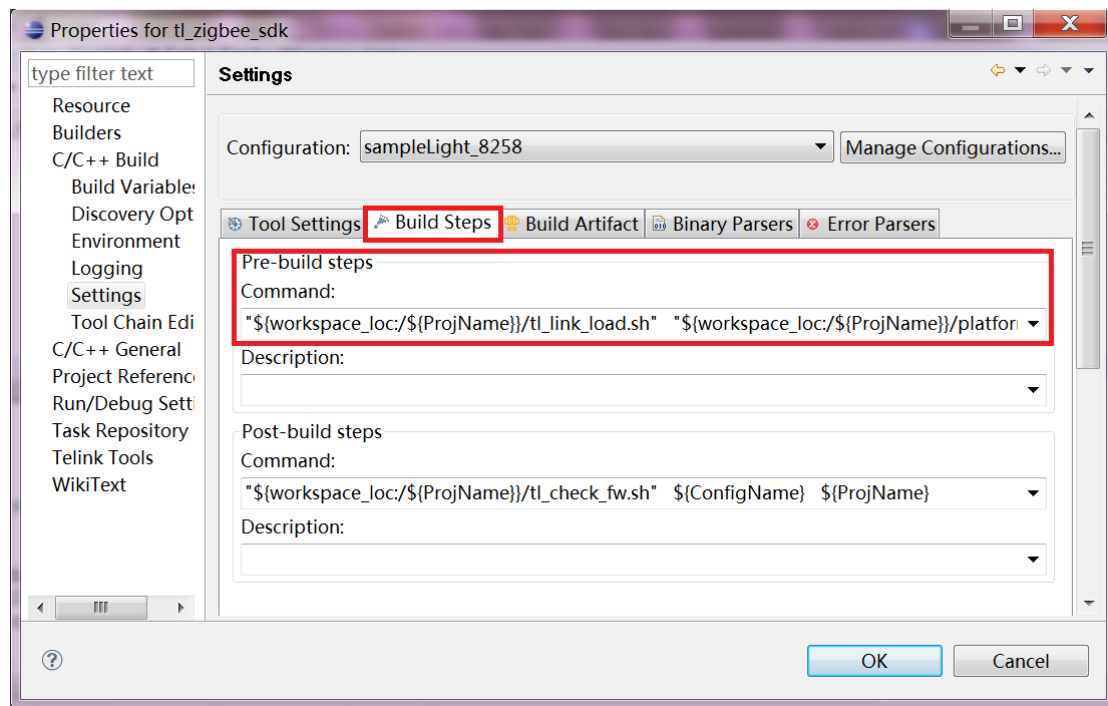 Properties for tl_zigbee_sdk
type filter text
Resource
Builders
C/C++ Build
Build Variable
Discovery Opt
Environment
Logging
Settings
Tool Chain Edi
C/C++ General
Project Referenc
Run/Debug Setti
Task Repository
Telink Tools
WikiText
Settings
Configuration: sampleLight_8258 Manage Configurations...
Tool Settings Build Steps Build Artifact Binary Parsers Error Parsers
Pre-build steps
Command:
"${workspace_loc:/${ProjName}}/tl_link_load.sh" "${workspace_loc:/${ProjName}}/platfor
Description:
Post-build steps
Command:
"${workspace_loc:/${ProjName}}/tl_check_fw.sh" ${ConfigName} ${ProjName}
Description:
OK Cancel